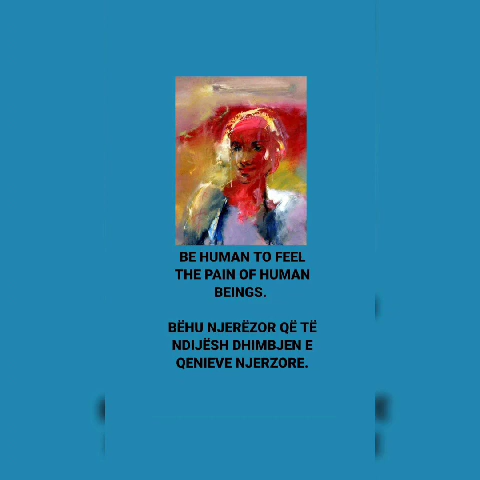 BE HUMAN TO FEEL
THE PAIN OF HUMAN
BEINGS.
BËHU NJERËZOR QË TË
NDIJËSH DHIMBJEN E
QENIEVE NJERZORE.